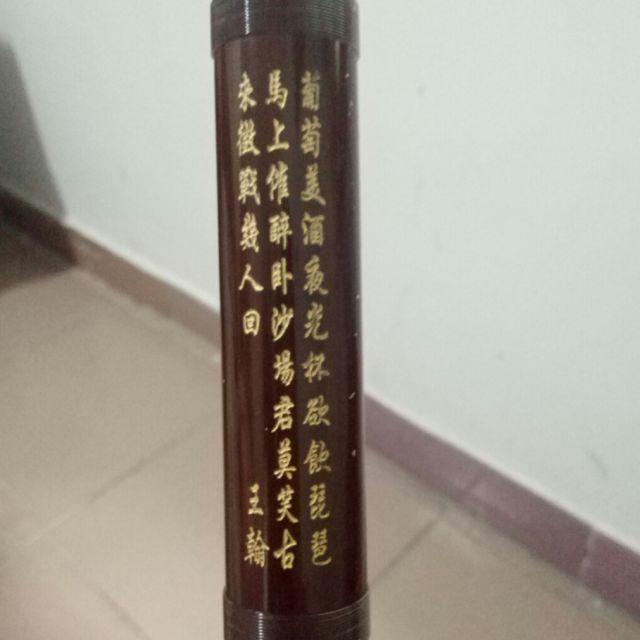 葡萄美酒夜光杯欲飲琵琶
馬上催醉卧沙場君莫笑古
來徵戰幾人回
王翰